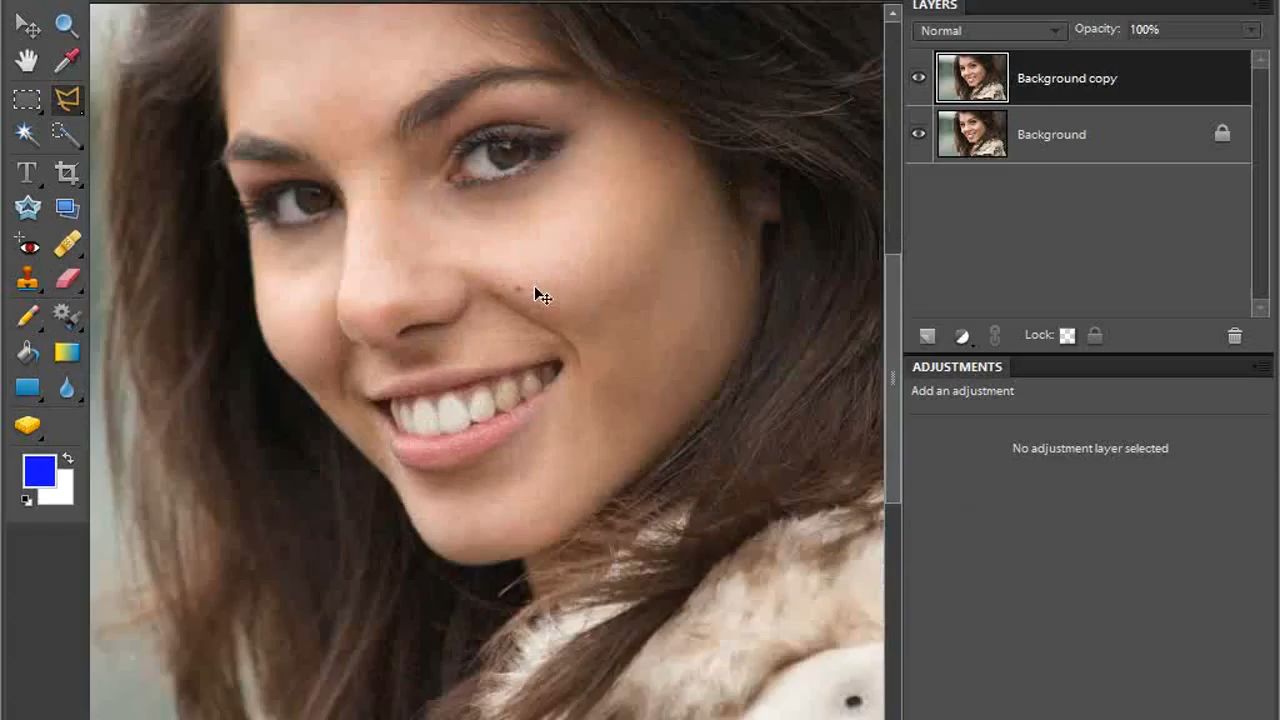 LAYERS
Normal Opacity: 100%
Background copy
Background
Lock:
ADJUSTMENTS
Add an adjustment
No adjustment layer selected
T